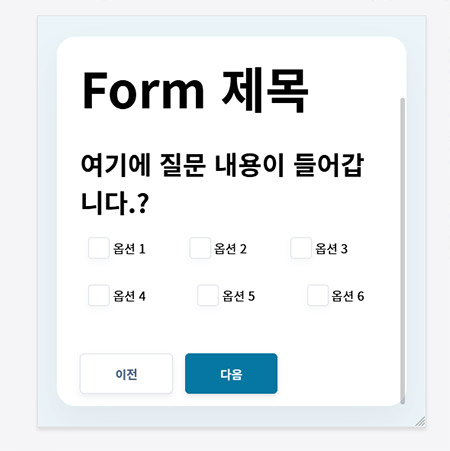 Form 제목
여기에 질문 내용이 들어갑
니다.?
옵션 1 옵션 2 옵션 3
옵션 4 옵션 5 옵션 6
이전 다음